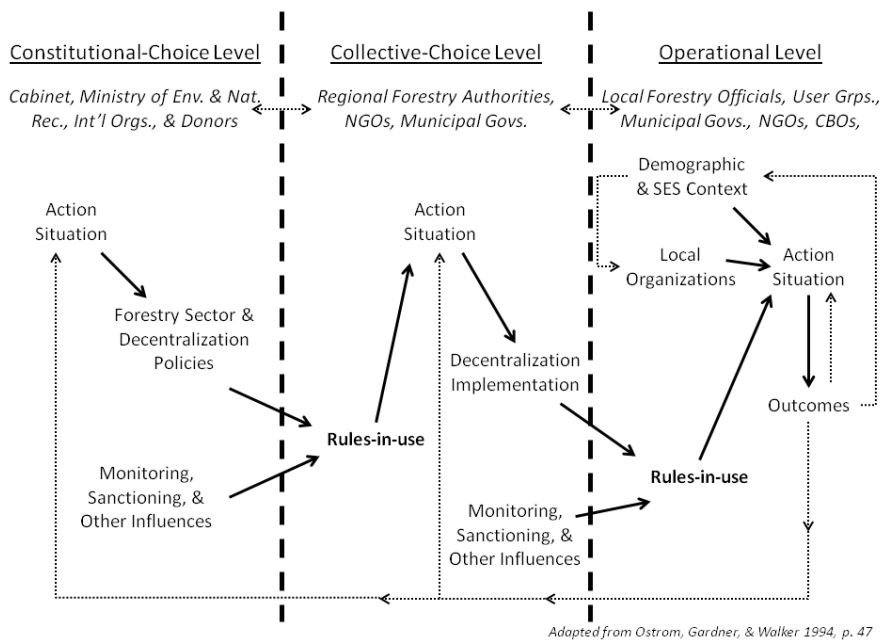 Constitutional-Choice Level
Cabinet, Ministry of Env. & Nat.
Rec., Int'l Orgs., & Donors
Action
Situation
Forestry Sector &
Decentralization
Policies
Monitoring,
Sanctioning, &
Other Influences
Collective-Choice Level
Regional Forestry Authorities,
NGOs, Municipal Govs.
Action
Situation
Decentralization
Implementation
Rules-in-use
Monitoring,
Sanctioning, &
Other Influences
Operational Level
Local Forestry Officials, User Grps.,
Municipal Govs., NGOs, CBOs,
Demographic
& SES Context
Local
Organizations
Action
Situation
Outcomes
Rules-in-use
Adapted from Ostrom, Gardner, & Walker 1994, p. 47